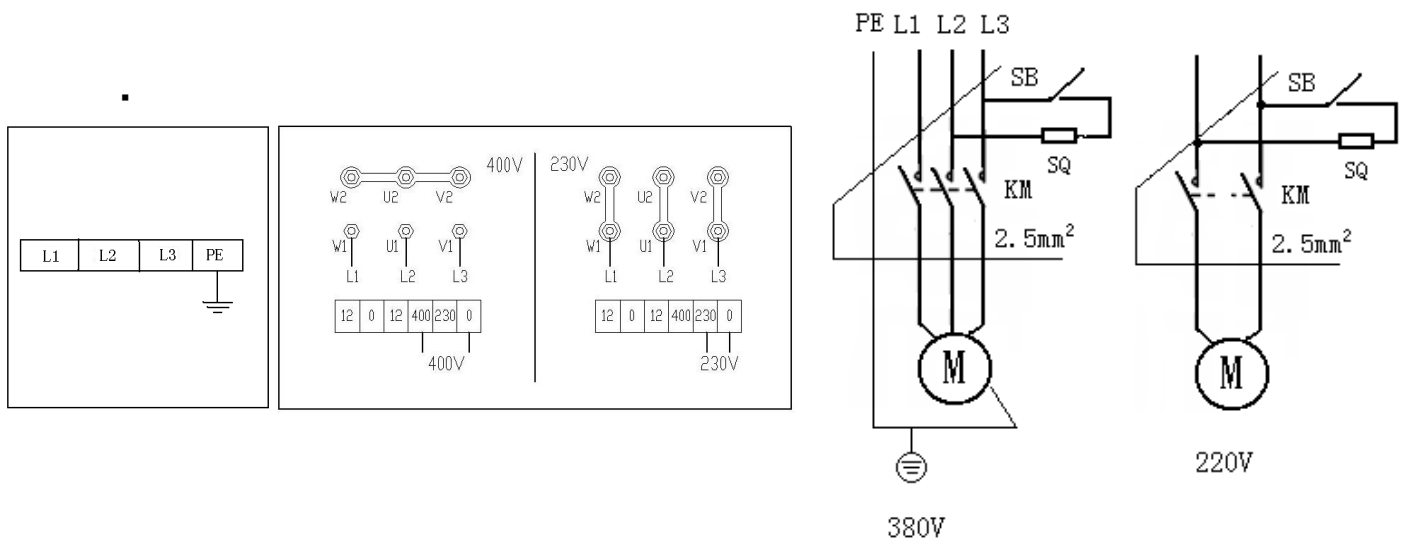 L1 L2 L3 PE
400V
W2 U2 V2
W1 U1 V1
L1 L2 L3
12 0 12 400 230 0
400V
230V
W2 U2 V2
W1 U1 V1
L1 L2 L3
12 0 12 400 230 0
230V
PE L1 L2 L3
SB
SQ
KM
2.5mm²
M
380V
SB
SQ
KM
2.5mm²
M
220V